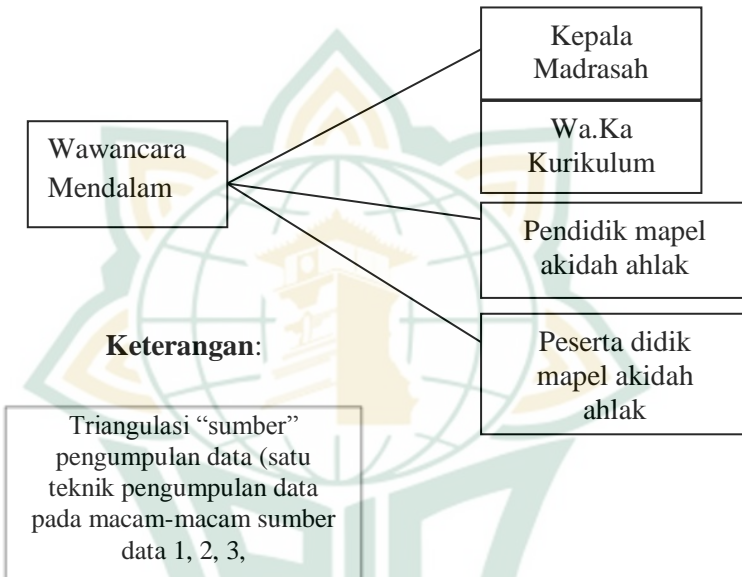 Kepala
Madrasah
Wa.Ka
Kurikulum
Wawancara
Mendalam
Pendidik mapel
akidah ahlak
Peserta didik
mapel akidah
ahlak
Keterangan:
Triangulasi “sumber”
pengumpulan data (satu
teknik pengumpulan data
pada macam-macam sumber
data 1, 2, 3,